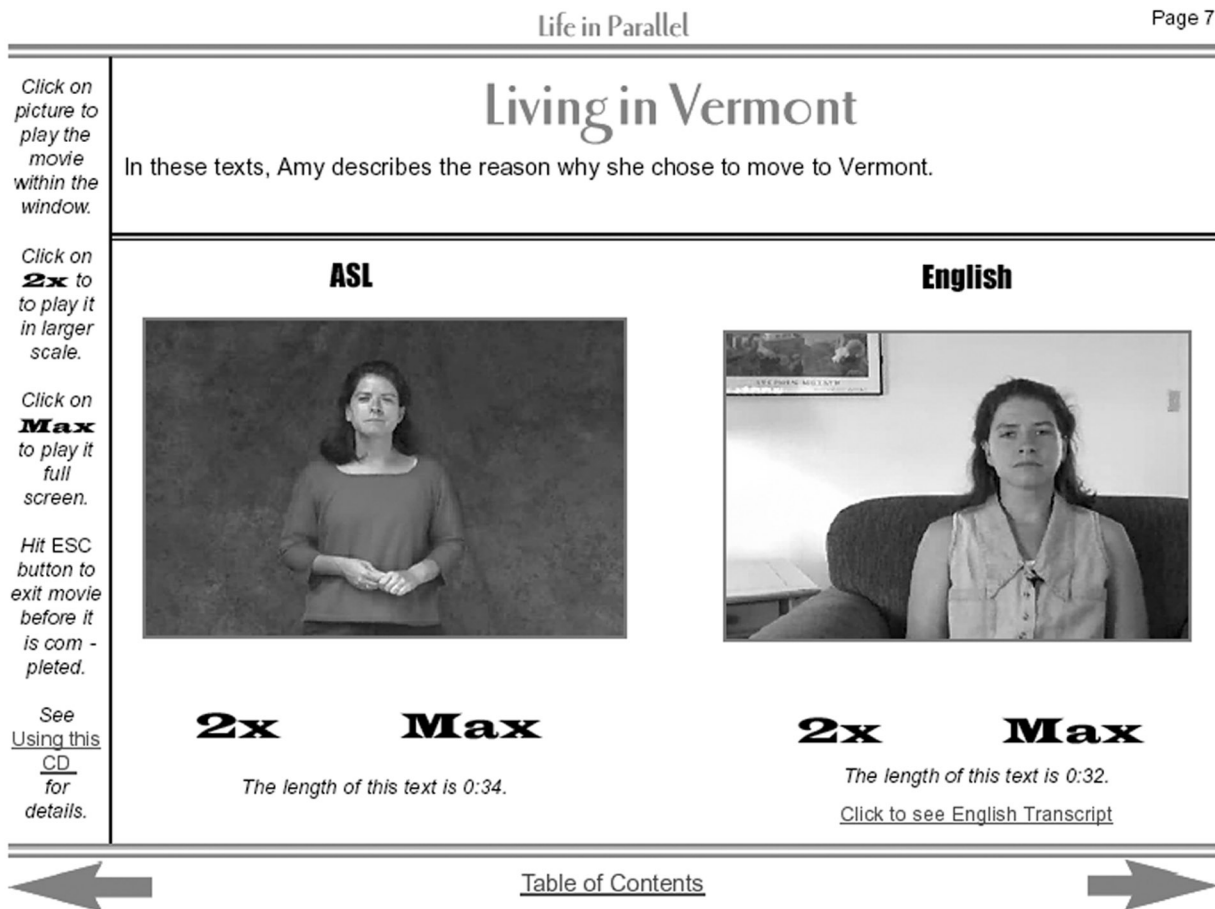 Life in Parallel
Page 7
Click on
picture to
play the
movie
within the
window.
Click on
2x to
to play it
in larger
scale.
Click on
Max
to play it
full
screen.
Hit ESC
button to
exit movie
before it
is com -
pleted.
See
Using this
CD
for
details.
Living in Vermont
In these texts, Amy describes the reason why she chose to move to Vermont.
ASL
2x Max
The length of this text is 0:34.
English
2x Max
The length of this text is 0:32.
Click to see English Transcript
Table of Contents